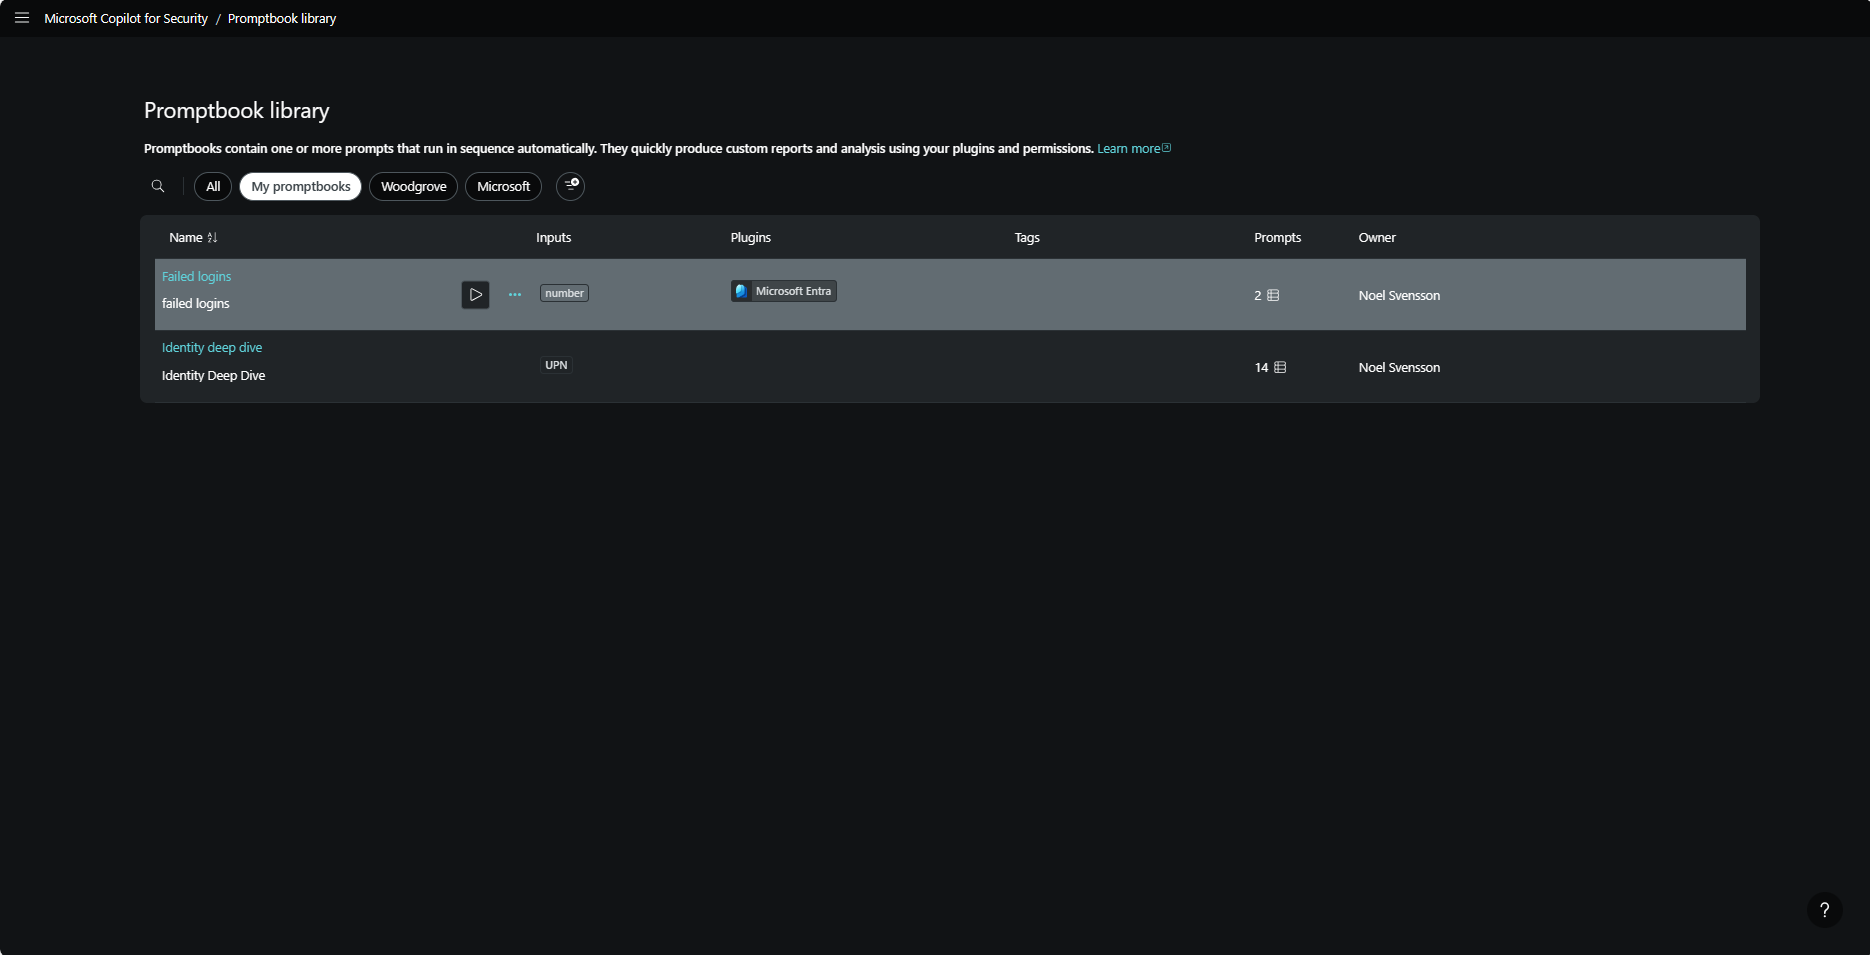 Microsoft Copilot for Security / Promptbook library
Promptbook library
Promptbooks contain one or more prompts that run in sequence automatically. They quickly produce custom reports and analysis using your plugins and permissions. Learn more
All My promptbooks Woodgrove Microsoft
Name Inputs Plugins Tags Prompts Owner
Failed logins
failed logins number Microsoft Entra 2 Noel Svensson
Identity deep dive
Identity Deep Dive UPN 14 Noel Svensson
?